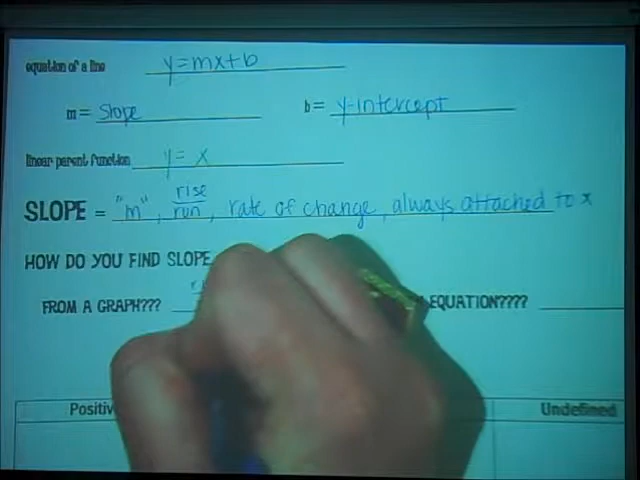 equation of a line y=mx+b
m= Slope b= y-intercept
linear parent function y= x
SLOPE = "m", rise/run, rate of change, always attached to x
HOW DO YOU FIND SLOPE
FROM A GRAPH??? EQUATION????
Undefined